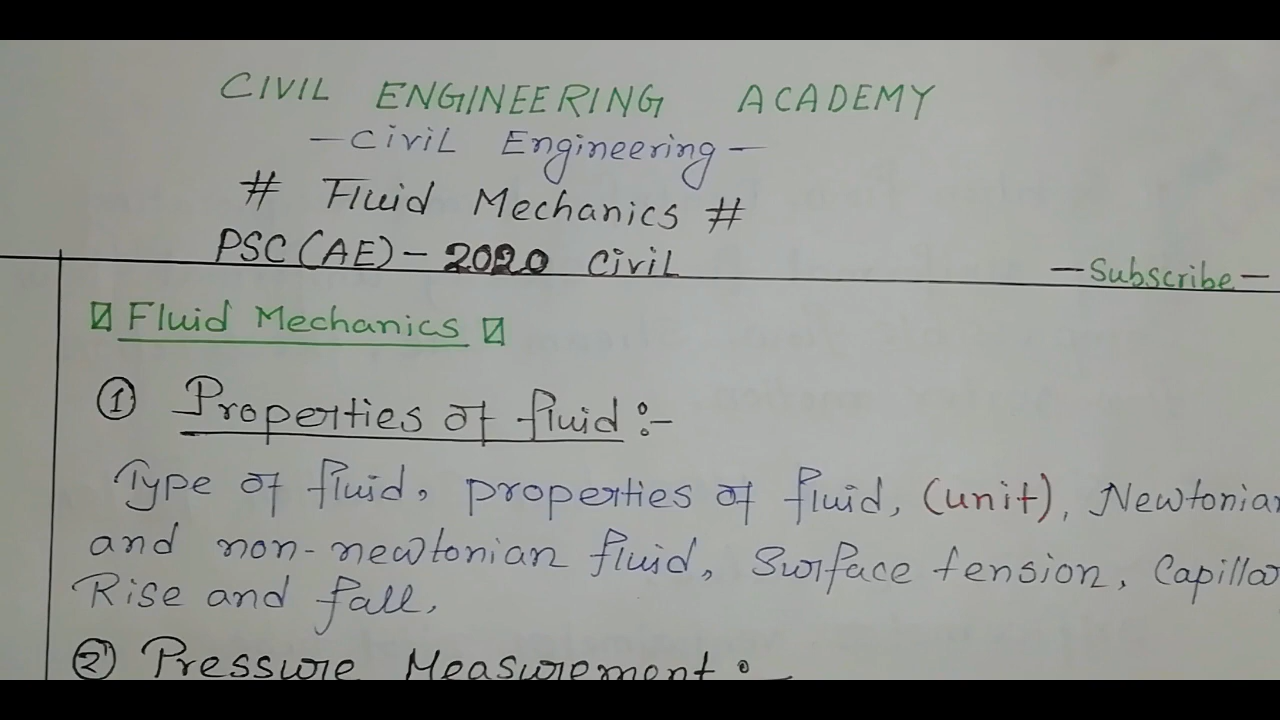 CIVIL ENGINEERING ACADEMY
- Civil Engineering -
# Fluid Mechanics #
PSC (AE) - 2020 Civil
- Subscribe -
Fluid Mechanics
① Properties of fluid :-
Type of fluid, properties of fluid, (unit), Newtonian
and non-newtonian fluid, Surface tension, Capillar
Rise and fall,
② Pressure Measurement :-